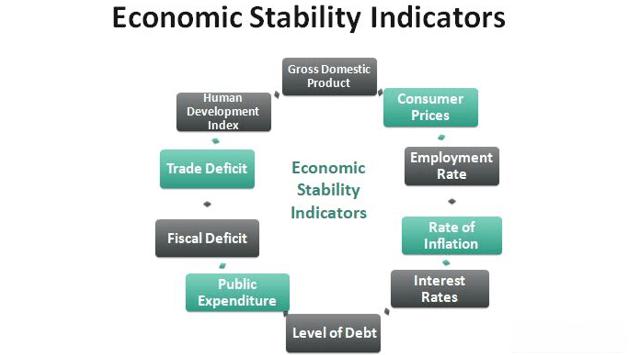 Economic Stability Indicators
Gross Domestic
Product
Consumer
Prices
Employment
Rate
Rate of
Inflation
Interest
Rates
Level of Debt
Public
Expenditure
Fiscal Deficit
Trade Deficit
Human
Development
Index
Economic
Stability
Indicators